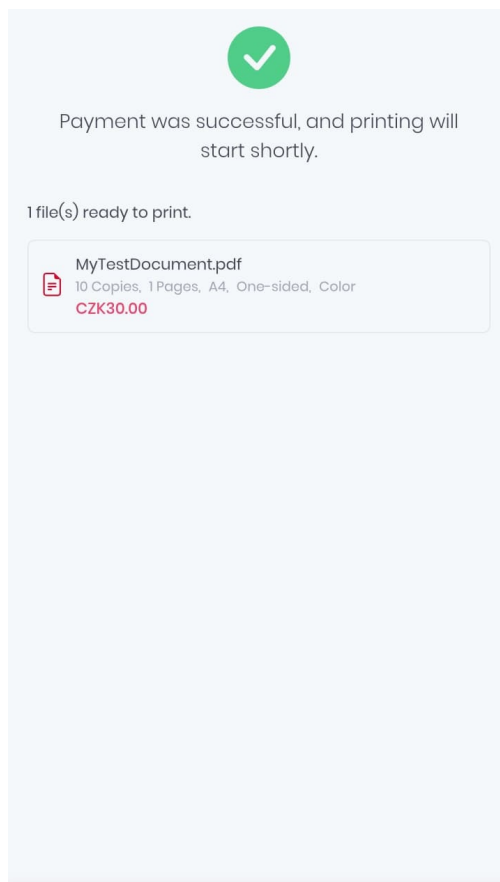 Payment was successful, and printing will
start shortly.
1 file(s) ready to print.
MyTestDocument.pdf
10 Copies, 1 Pages, A4, One-sided, Color
CZK30.00